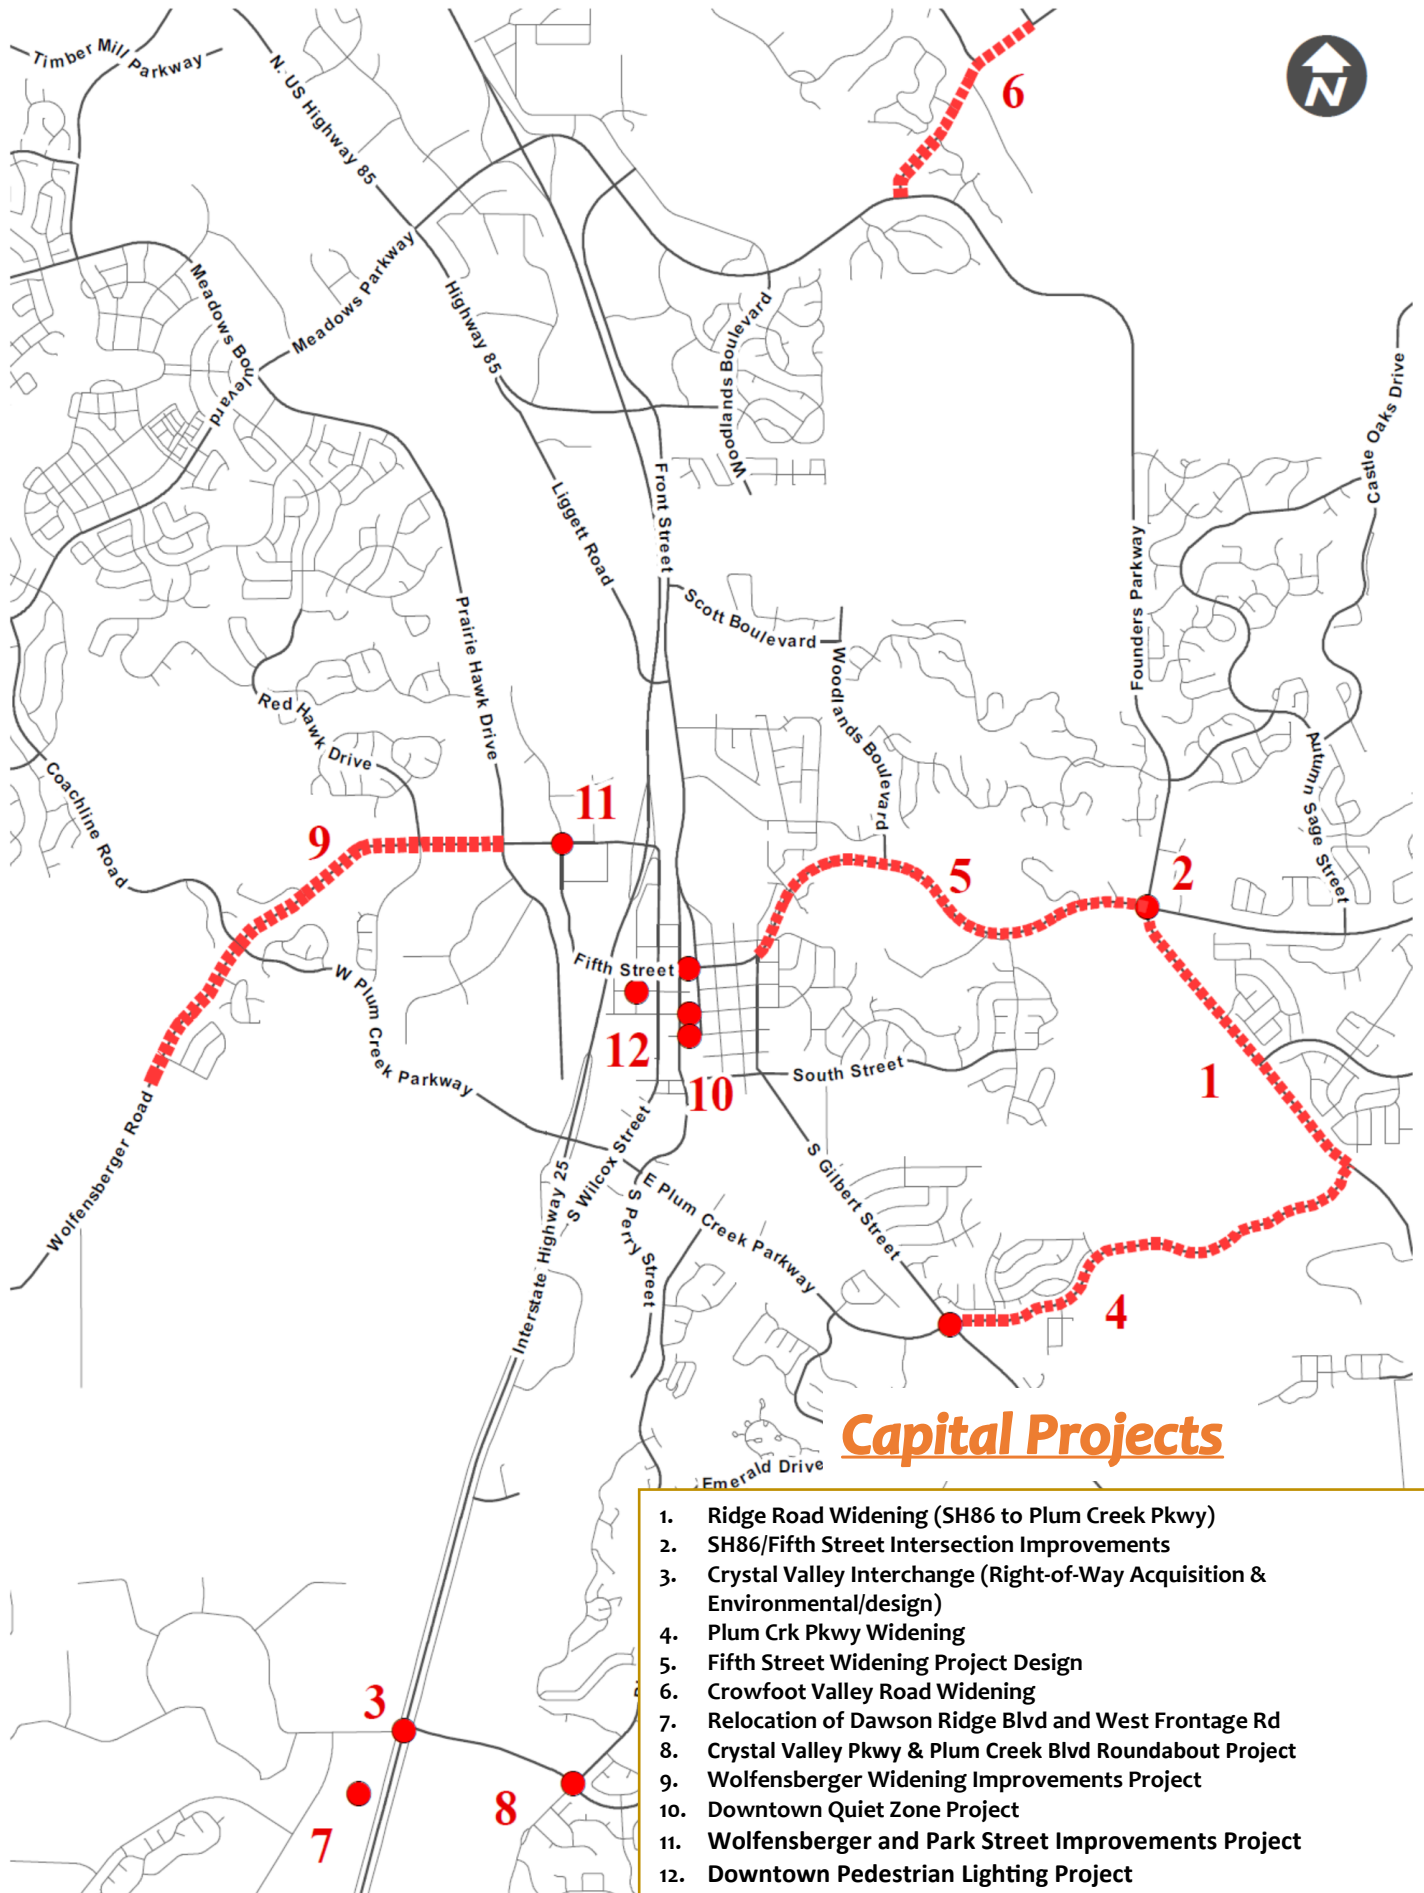 Timber Mill Parkway
N. US Highway 85
6
N
Meadows Boulevard
Meadows Parkway
Highway 85
Woodlands Boulevard
Castle Oaks Drive
Front Street
Liggett Road
Founders Parkway
Scott Boulevard
Prairie Hawk Drive
Woodlands Boulevard
Red Hawk Drive
Autumn Sage Street
Coachline Road
11
9
5
2
Fifth Street
W Plum Creek Parkway
12
10
South Street
1
Wolfensberger Road
S Wilcox Street
S Gilbert Street
Interstate Highway 25
S Perry Street
E Plum Creek Parkway
4
Capital Projects
Emerald Drive
1. Ridge Road Widening (SH86 to Plum Creek Pkwy)
2. SH86/Fifth Street Intersection Improvements
3. Crystal Valley Interchange (Right-of-Way Acquisition &
Environmental/design)
4. Plum Crk Pkwy Widening
5. Fifth Street Widening Project Design
6. Crowfoot Valley Road Widening
7. Relocation of Dawson Ridge Blvd and West Frontage Rd
8. Crystal Valley Pkwy & Plum Creek Blvd Roundabout Project
9. Wolfensberger Widening Improvements Project
10. Downtown Quiet Zone Project
11. Wolfensberger and Park Street Improvements Project
12. Downtown Pedestrian Lighting Project
3
8
7